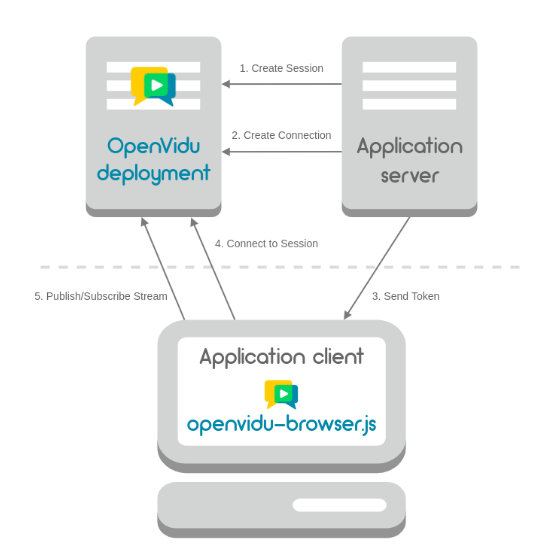 1. Create Session
2. Create Connection
OpenVidu
deployment
Application
server
4. Connect to Session
5. Publish/Subscribe Stream
3. Send Token
Application client
openvidu-browser.js